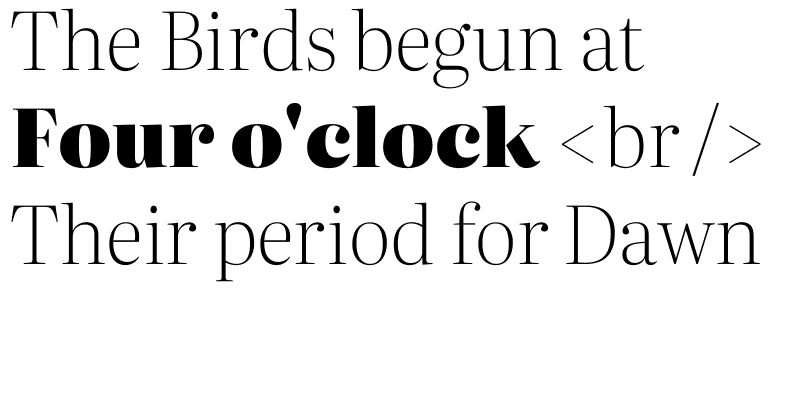 The Birds begun at
Four o'clock <br/>
Their period for Dawn